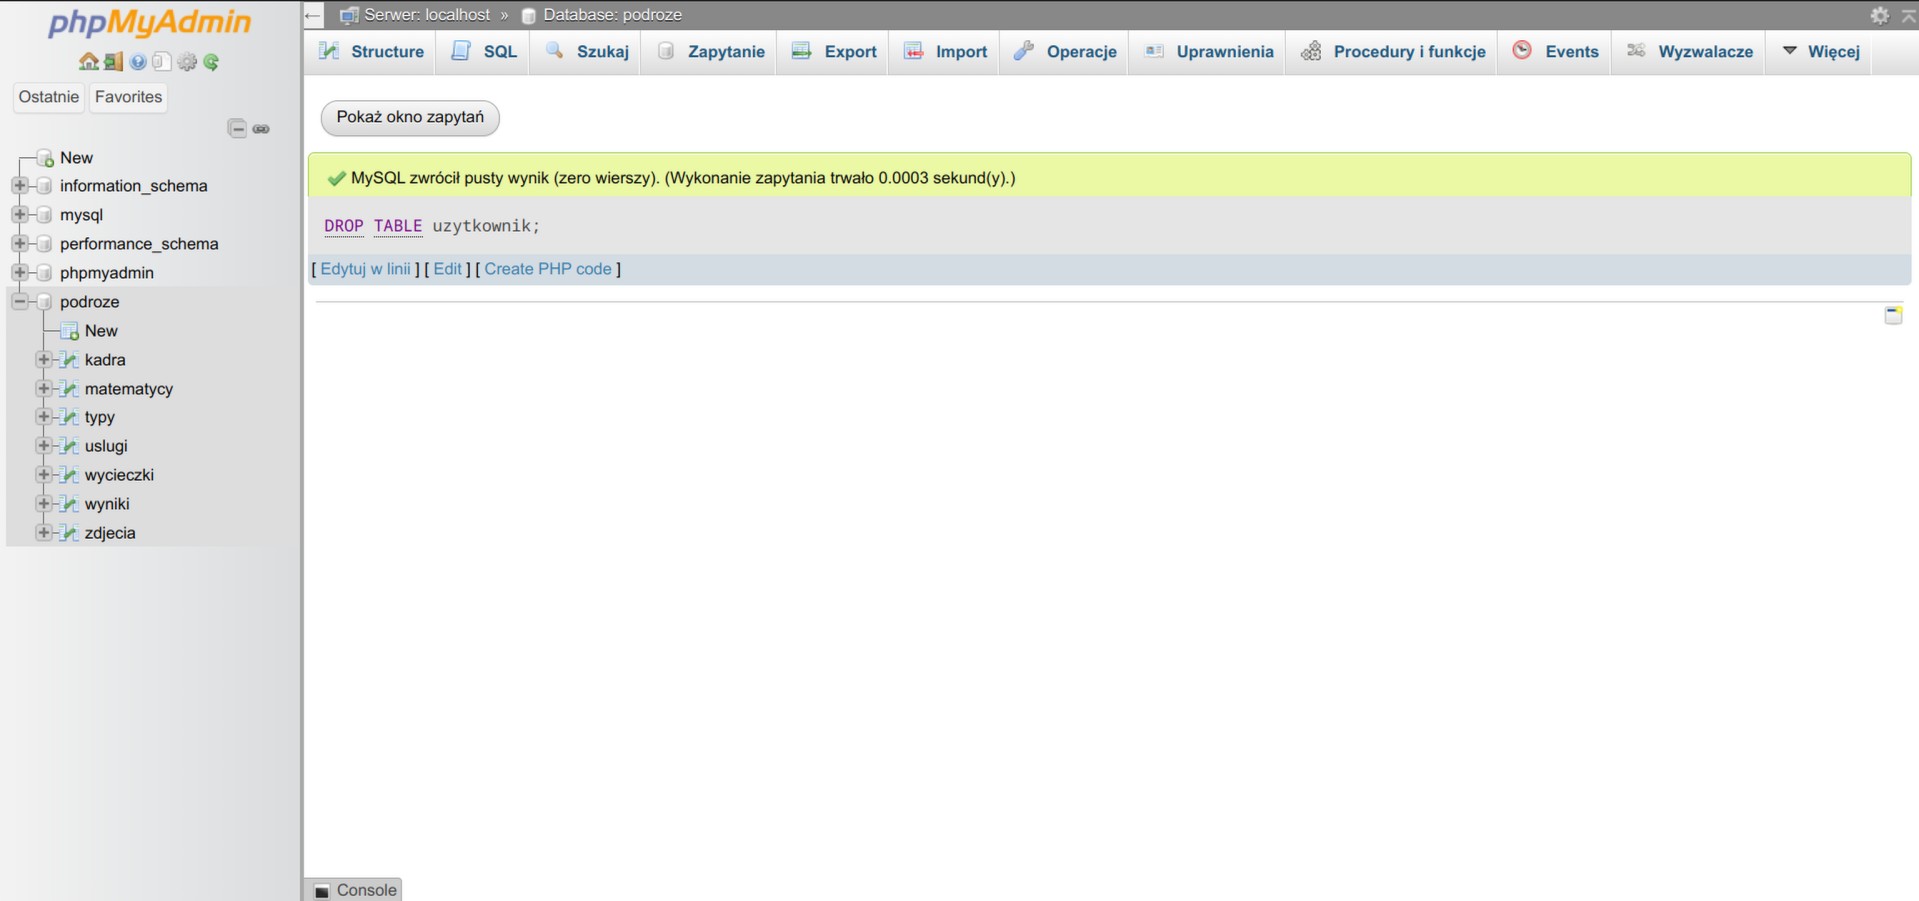 phpMyAdmin
Ostatnie Favorites
New
information_schema
mysql
performance_schema
phpmyadmin
podroze
New
kadra
matematycy
typy
uslugi
wycieczki
wyniki
zdjecia
Serwer: localhost » Database: podroze
Structure SQL Szukaj Zapytanie Export Import Operacje Uprawnienia Procedury i funkcje Events Wyzwalacze Więcej
Pokaż okno zapytań
MySQL zwrócił pusty wynik (zero wierszy). (Wykonanie zapytania trwało 0.0003 sekund(y).)
DROP TABLE uzytkownik;
[ Edytuj w linii ] [ Edit ] [ Create PHP code ]
Console